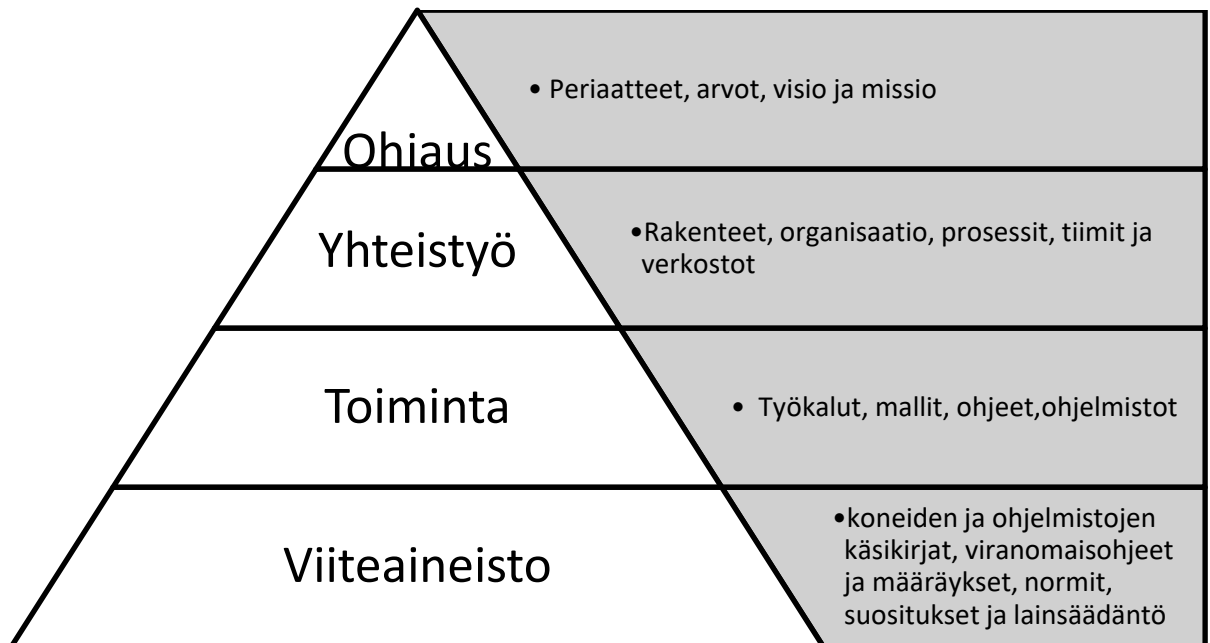 • Periaatteet, arvot, visio ja missio
Ohjaus
•Rakenteet, organisaatio, prosessit, tiimit ja
verkostot
Yhteistyö
Toiminta
• Työkalut, mallit, ohjeet,ohjelmistot
•koneiden ja ohjelmistojen
käsikirjat, viranomaisohjeet
ja määräykset, normit,
suositukset ja lainsäädäntö
Viiteaineisto